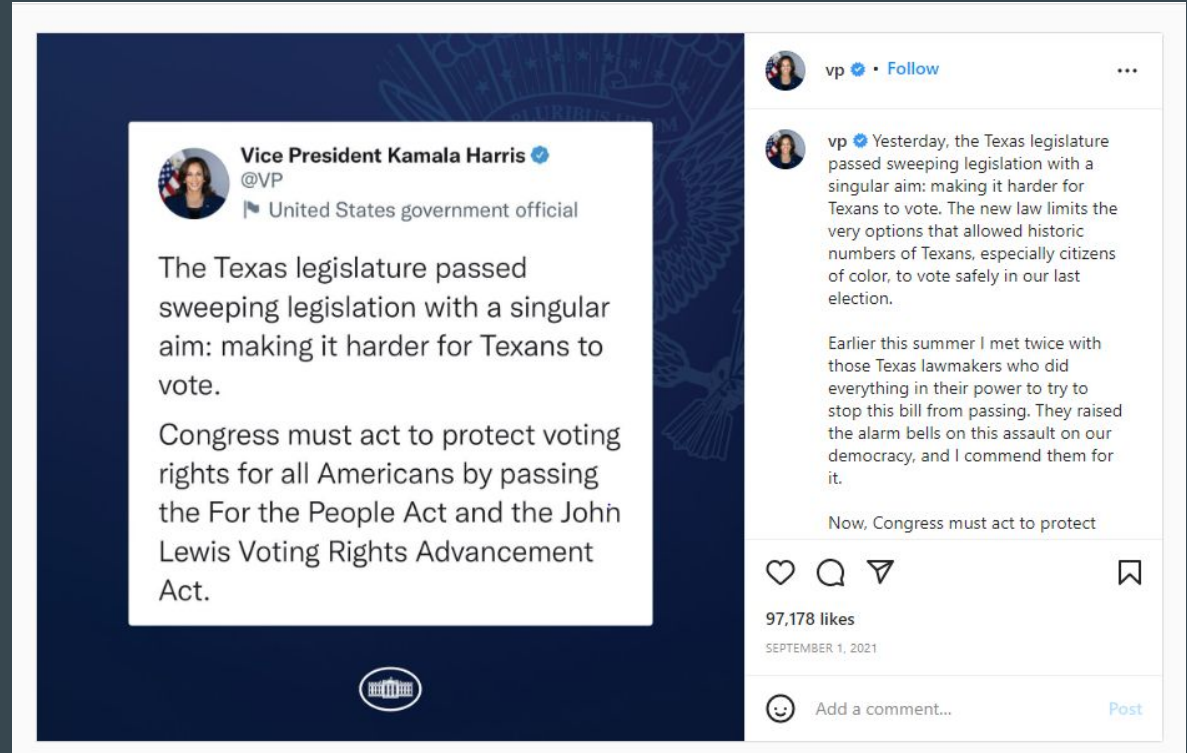 PLURIBUS UNUM
Vice President Kamala Harris
@VP
United States government official
The Texas legislature passed
sweeping legislation with a singular
aim: making it harder for Texans to
vote.
Congress must act to protect voting
rights for all Americans by passing
the For the People Act and the John
Lewis Voting Rights Advancement
Act.
vp • Follow
vp Yesterday, the Texas legislature
passed sweeping legislation with a
singular aim: making it harder for
Texans to vote. The new law limits the
very options that allowed historic
numbers of Texans, especially citizens
of color, to vote safely in our last
election.
Earlier this summer I met twice with
those Texas lawmakers who did
everything in their power to try to
stop this bill from passing. They raised
the alarm bells on this assault on our
democracy, and I commend them for
it.
Now, Congress must act to protect
97,178 likes
SEPTEMBER 1, 2021
Add a comment...
Post